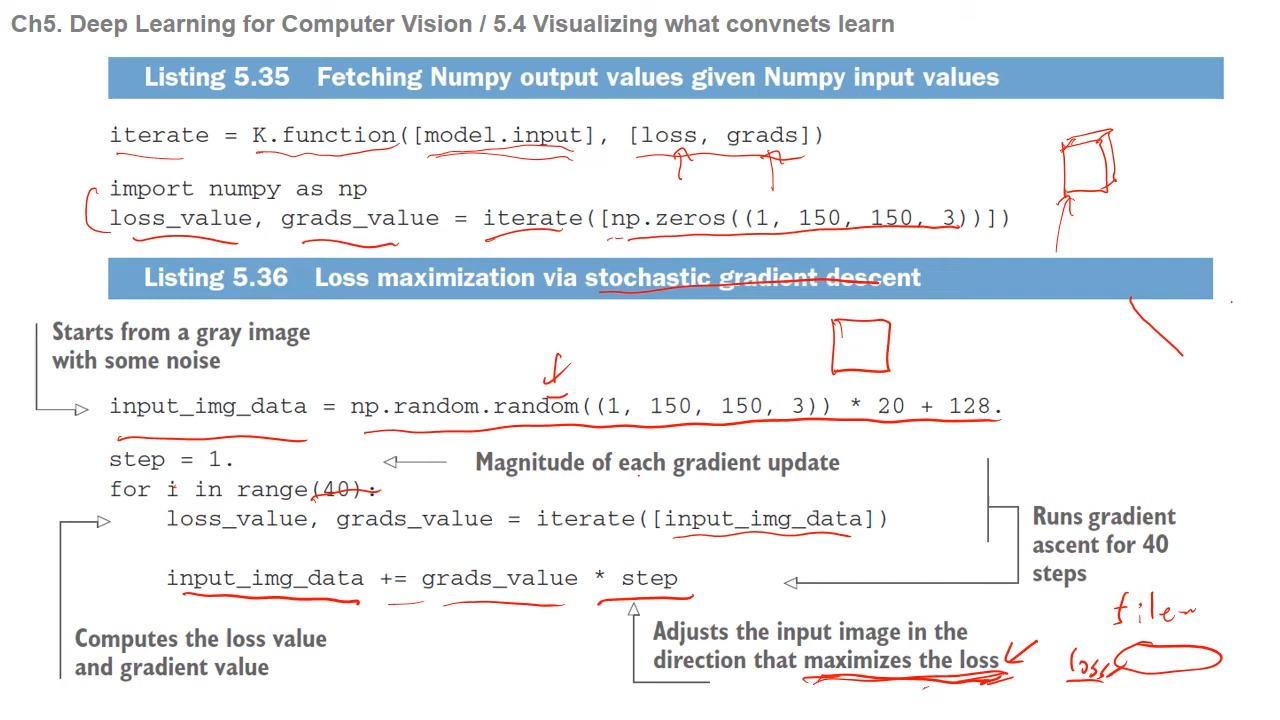 Ch5. Deep Learning for Computer Vision / 5.4 Visualizing what convnets learn
Listing 5.35 Fetching Numpy output values given Numpy input values
iterate = K.function([model.input], [loss, grads])
import numpy as np
loss_value, grads_value = iterate([np.zeros((1, 150, 150, 3))])
Listing 5.36 Loss maximization via stochastic gradient descent
Starts from a gray image
with some noise
input_img_data = np.random.random((1, 150, 150, 3)) * 20 + 128.
step = 1.
Magnitude of each gradient update
for i in range(40):
loss_value, grads_value = iterate([input_img_data])
Runs gradient
ascent for 40
steps
input_img_data += grads_value * step
Computes the loss value
and gradient value
Adjusts the input image in the
direction that maximizes the loss
loss